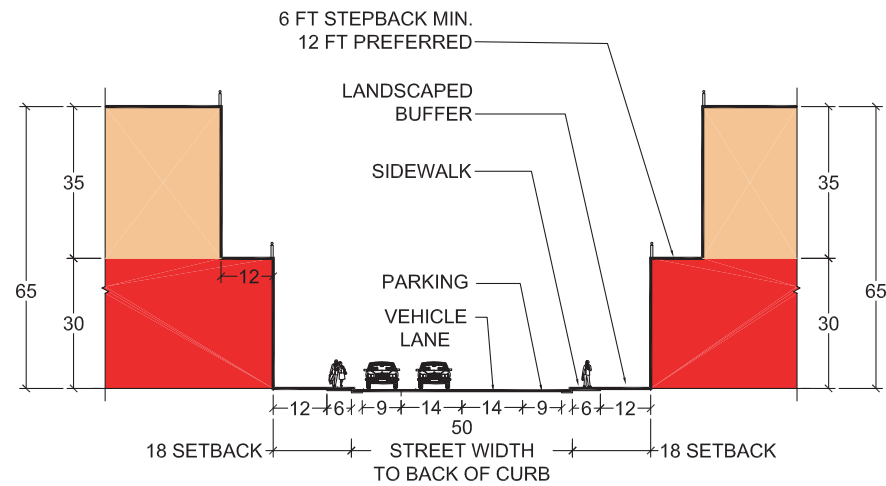 6 FT STEPBACK MIN.
12 FT PREFERRED
LANDSCAPED
BUFFER
35
35
SIDEWALK
12
65
65
PARKING
30
30
VEHICLE
LANE
12 6 9 14 14 9 6 12
50
18 SETBACK STREET WIDTH 18 SETBACK
TO BACK OF CURB